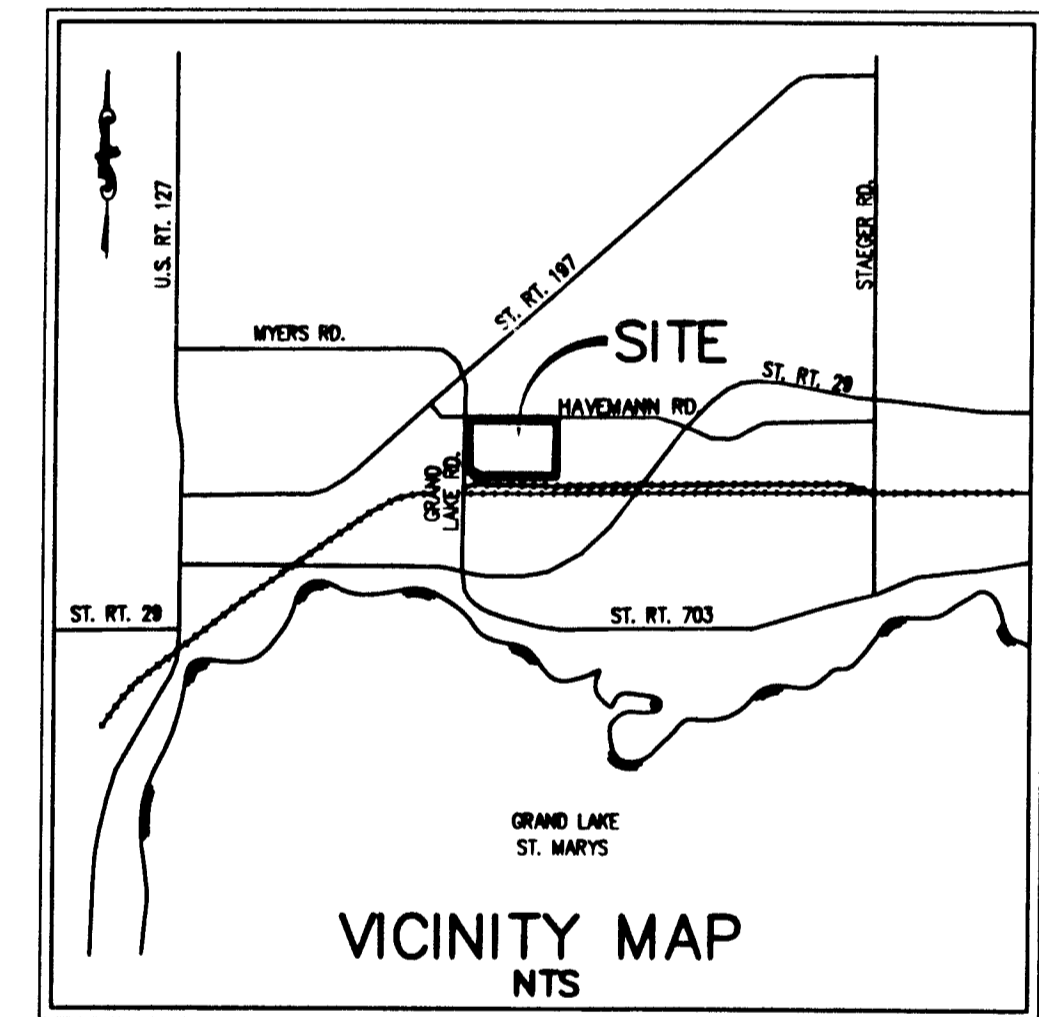 U.S. RT. 127
STAEGER RD.
ST. RT. 197
MYERS RD.
SITE
ST. RT. 29
HAVEMANN RD.
GRAND
LAKE RD.
ST. RT. 29
ST. RT. 703
GRAND LAKE
ST. MARYS
VICINITY MAP
NTS